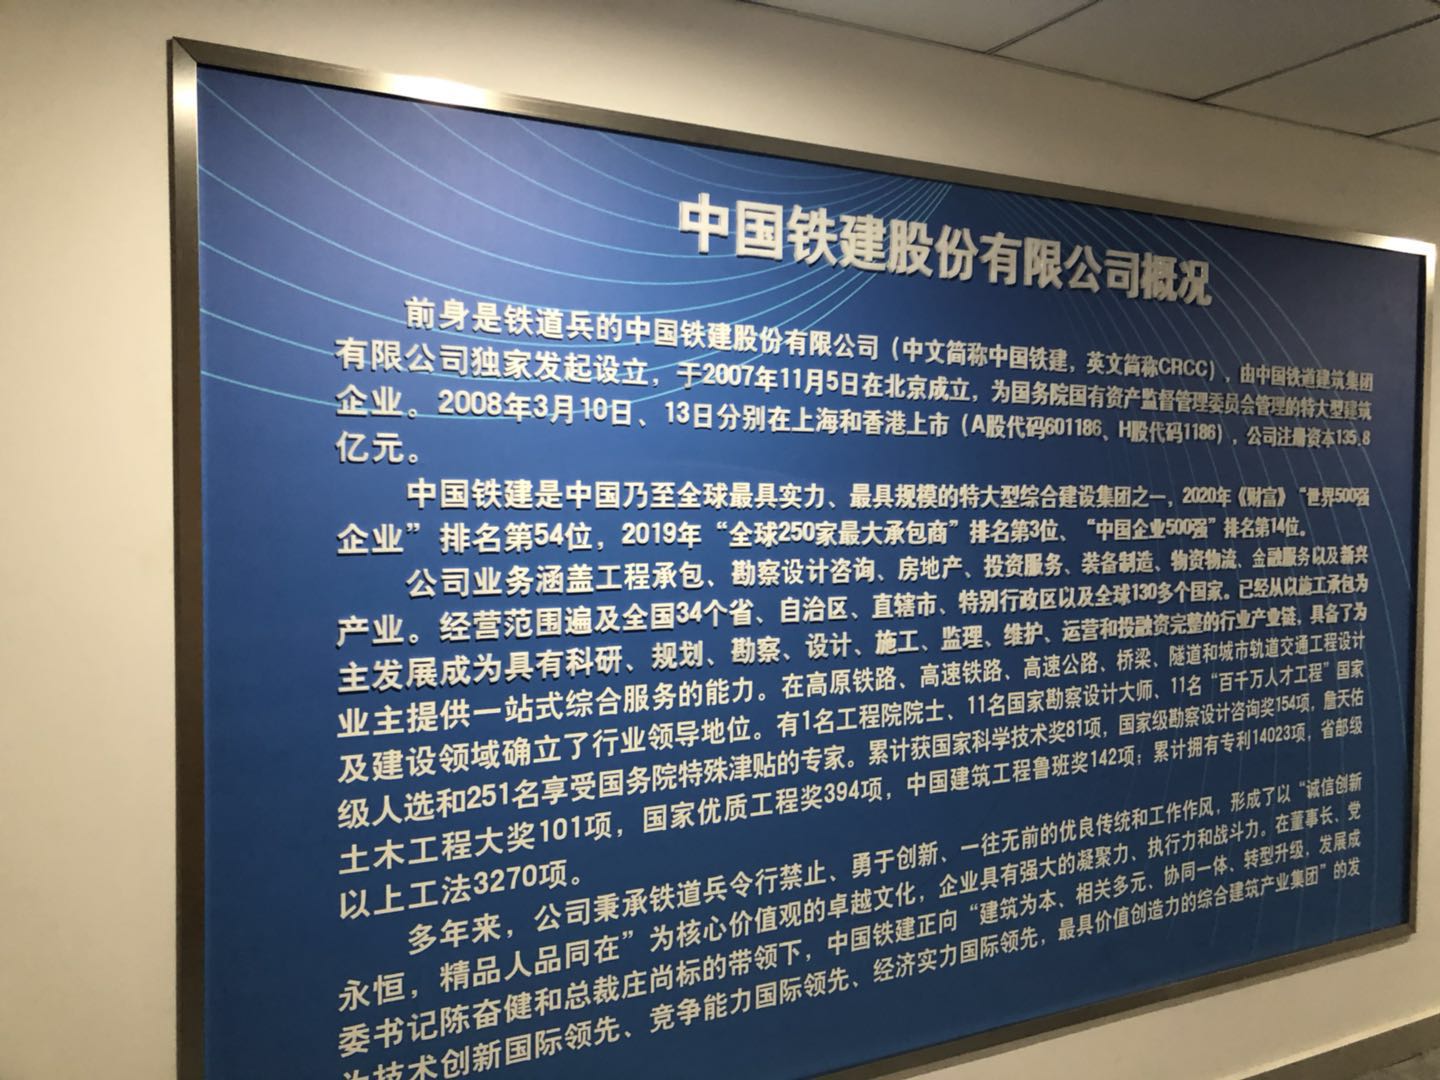 中国铁建股份有限公司概况
前身是铁道兵的中国铁建股份有限公司（中文简称中国铁建，英文简称CRCC），由中国铁道建筑集团
有限公司独家发起设立，于2007年11月5日在北京成立，为国务院国有资产监督管理委员会管理的特大型建筑
企业。2008年3月10日、13日分别在上海和香港上市（A股代码601186、H股代码1186），公司注册资本135.8
亿元。
中国铁建是中国乃至全球最具实力、最具规模的特大型综合建设集团之一，2020年《财富》“世界500强
企业”排名第54位，2019年“全球250家最大承包商”排名第3位、“中国企业500强”排名第14位。
公司业务涵盖工程承包、勘察设计咨询、房地产、投资服务、装备制造、物资物流、金融服务以及新兴
产业。经营范围遍及全国34个省、自治区、直辖市、特别行政区以及全球130多个国家。已经从以施工承包为
主发展成为具有科研、规划、勘察、设计、施工、监理、维护、运营和投融资完整的行业产业链，具备了为
业主提供一站式综合服务的能力。在高原铁路、高速铁路、高速公路、桥梁、隧道和城市轨道交通工程设计
及建设领域确立了行业领导地位。有1名工程院院士、11名国家勘察设计大师、11名“百千万人才工程”国家
级人选和251名享受国务院特殊津贴的专家。累计获国家科学技术奖81项，国家级勘察设计咨询奖154项，詹天佑
土木工程大奖101项，国家优质工程奖394项，中国建筑工程鲁班奖142项；累计拥有专利14023项，省部级
以上工法3270项。
多年来，公司秉承铁道兵令行禁止、勇于创新、一往无前的优良传统和工作作风，形成了以“诚信创新
永恒，精品人品同在”为核心价值观的卓越文化，企业具有强大的凝聚力、执行力和战斗力。在董事长、党
委书记陈奋健和总裁庄尚标的带领下，中国铁建正向“建筑为本、相关多元、协同一体、转型升级，发展成
为技术创新国际领先、竞争能力国际领先、经济实力国际领先，最具价值创造力的综合建筑产业集团”的发